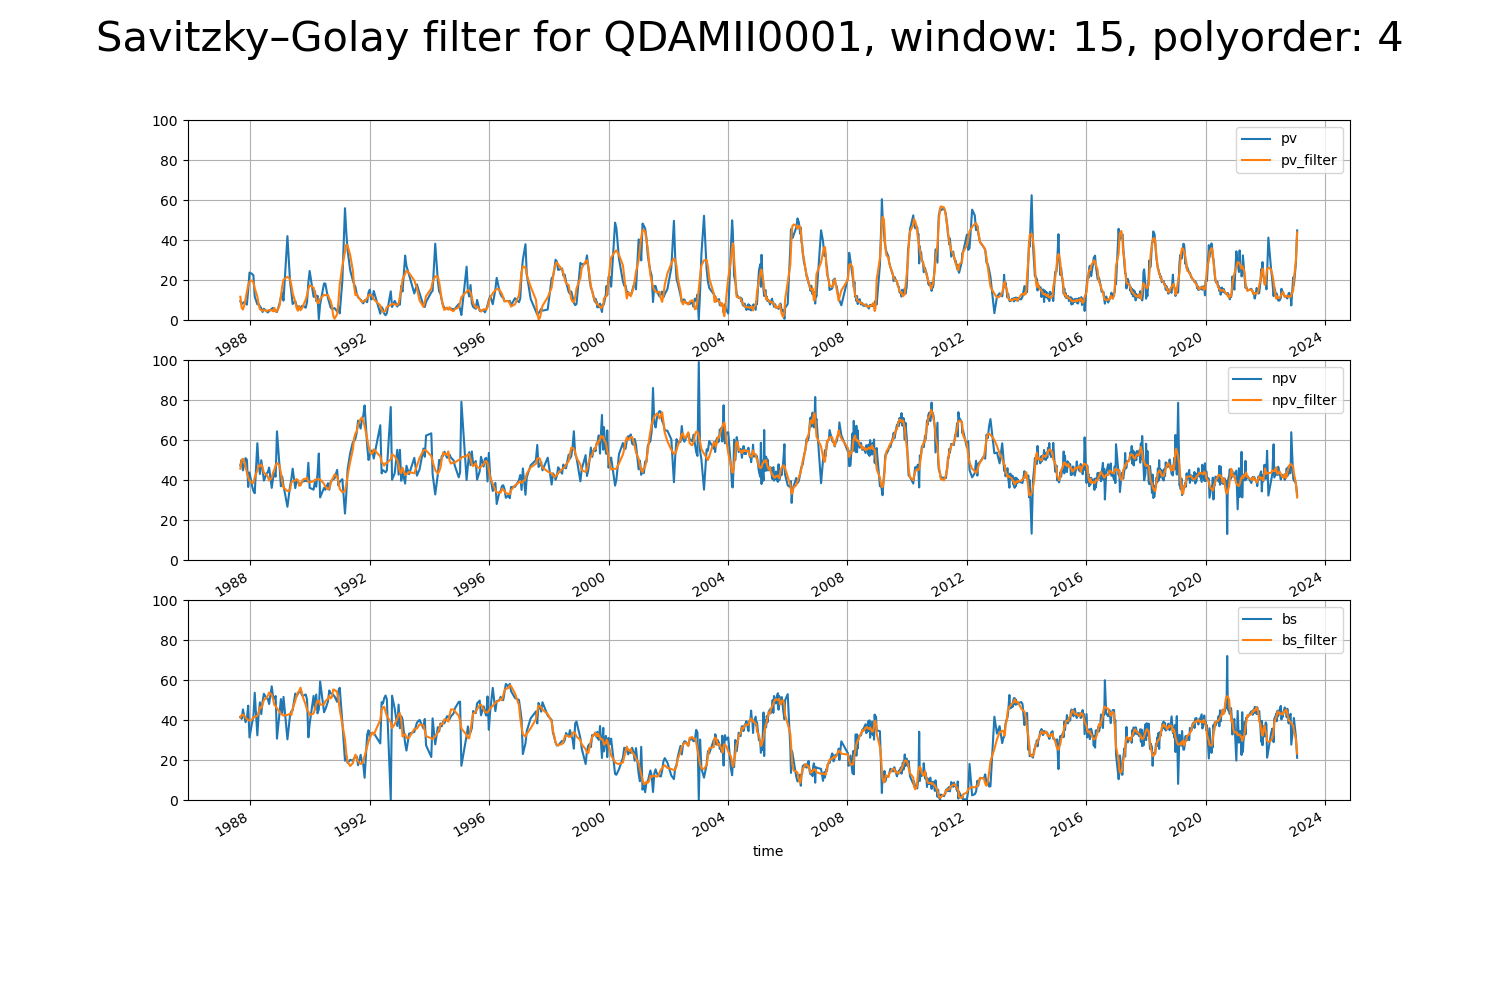 Savitzky–Golay filter for QDAMII0001, window: 15, polyorder: 4
100
80
60
40
20
0
pv
pv_filter
1988 1992 1996 2000 2004 2008 2012 2016 2020 2024
100
80
60
40
20
0
npv
npv_filter
1988 1992 1996 2000 2004 2008 2012 2016 2020 2024
100
80
60
40
20
0
bs
bs_filter
1988 1992 1996 2000 2004 2008 2012 2016 2020 2024
time